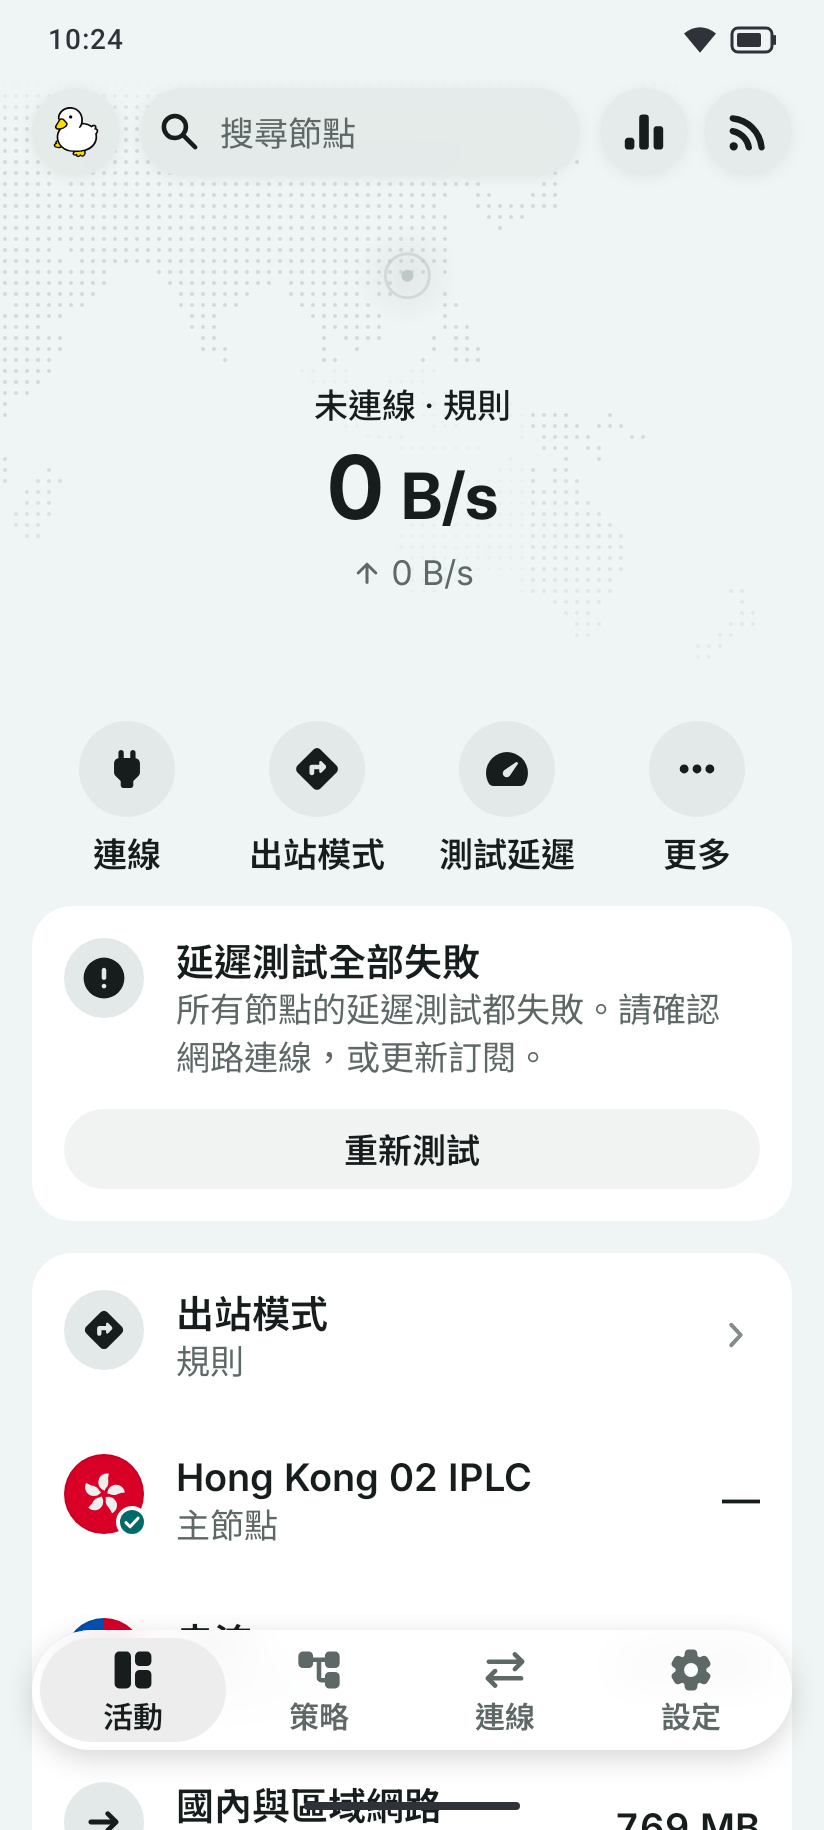 10:24
搜尋節點
未連線 · 規則
0 B/s
↑ 0 B/s
連線
出站模式
測試延遲
更多
延遲測試全部失敗
所有節點的延遲測試都失敗。請確認
網路連線，或更新訂閱。
重新測試
出站模式
規則
Hong Kong 02 IPLC
—
主節點
活動
策略
連線
設定
國內與區域網路
769 MB